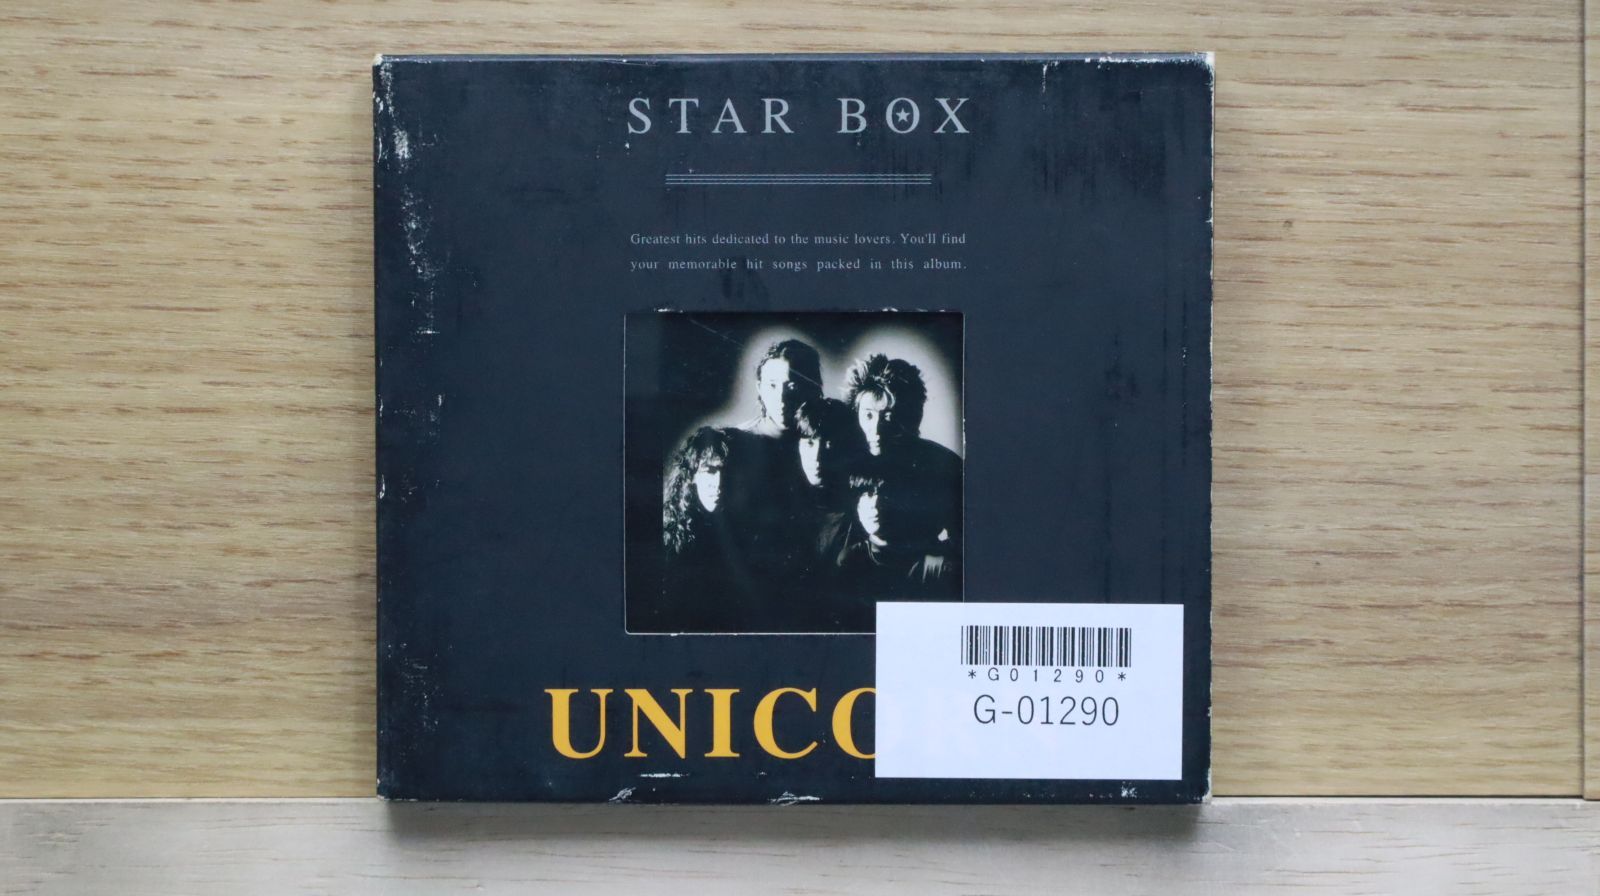 STAR BOX
Greatest hits dedicated to the music lovers. You'll find
your memorable hit songs packed in this album.
*G01290*
G-01290
UNICO